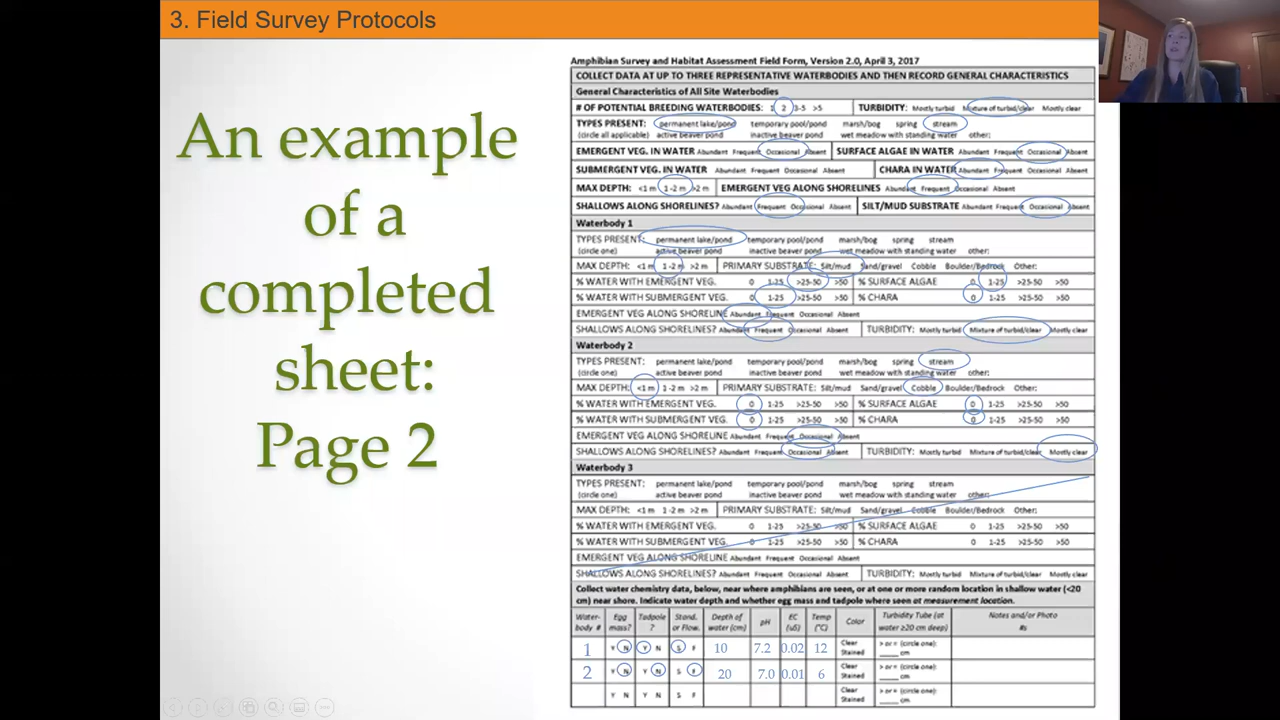 3. Field Survey Protocols
An example
of a
completed
sheet:
Page 2
Amphibian Survey and Habitat Assessment Field Form, Version 2.0, April 3, 2017
COLLECT DATA AT UP TO THREE REPRESENTATIVE WATERBODIES AND THEN RECORD GENERAL CHARACTERISTICS
General Characteristics of All Site Waterbodies
# OF POTENTIAL BREEDING WATERBODIES: 1 2 3-5 >5 TURBIDITY: Mostly turbid Mixture of turbid/clear Mostly clear
TYPES PRESENT: permanent lake/pond temporary pool/pond marsh/bog spring stream
(circle all applicable) active beaver pond inactive beaver pond wet meadow with standing water other:
EMERGENT VEG. IN WATER Abundant Frequent Occasional Absent SURFACE ALGAE IN WATER Abundant Frequent Occasional Absent
SUBMERGENT VEG. IN WATER Abundant Frequent Occasional Absent CHARA IN WATER Abundant Frequent Occasional Absent
MAX DEPTH: <1 m 1 -2 m >2 m EMERGENT VEG ALONG SHORELINES Abundant Frequent Occasional Absent
SHALLOWS ALONG SHORELINES? Abundant Frequent Occasional Absent SILT/MUD SUBSTRATE Abundant Frequent Occasional Absent
Waterbody 1
TYPES PRESENT: permanent lake/pond temporary pool/pond marsh/bog spring stream
(circle one) active beaver pond inactive beaver pond wet meadow with standing water other:
MAX DEPTH: <1 m 1 -2 m >2 m PRIMARY SUBSTRATE: Silt/mud Sand/gravel Cobble Boulder/Bedrock Other:
% WATER WITH EMERGENT VEG. 0 1-25 >25-50 >50 % SURFACE ALGAE 0 1-25 >25-50 >50
% WATER WITH SUBMERGENT VEG. 0 1-25 >25-50 >50 % CHARA 0 1-25 >25-50 >50
EMERGENT VEG ALONG SHORELINE Abundant Frequent Occasional Absent
SHALLOWS ALONG SHORELINES? Abundant Frequent Occasional Absent TURBIDITY: Mostly turbid Mixture of turbid/clear Mostly clear
Waterbody 2
TYPES PRESENT: permanent lake/pond temporary pool/pond marsh/bog spring stream
(circle one) active beaver pond inactive beaver pond wet meadow with standing water other:
MAX DEPTH: <1 m 1 -2 m >2 m PRIMARY SUBSTRATE: Silt/mud Sand/gravel Cobble Boulder/Bedrock Other:
% WATER WITH EMERGENT VEG. 0 1-25 >25-50 >50 % SURFACE ALGAE 0 1-25 >25-50 >50
% WATER WITH SUBMERGENT VEG. 0 1-25 >25-50 >50 % CHARA 0 1-25 >25-50 >50
EMERGENT VEG ALONG SHORELINE Abundant Frequent Occasional Absent
SHALLOWS ALONG SHORELINES? Abundant Frequent Occasional Absent TURBIDITY: Mostly turbid Mixture of turbid/clear Mostly clear
Waterbody 3
TYPES PRESENT: permanent lake/pond temporary pool/pond marsh/bog spring stream
(circle one) active beaver pond inactive beaver pond wet meadow with standing water other:
MAX DEPTH: <1 m 1 -2 m >2 m PRIMARY SUBSTRATE: Silt/mud Sand/gravel Cobble Boulder/Bedrock Other:
% WATER WITH EMERGENT VEG. 0 1-25 >25-50 >50 % SURFACE ALGAE 0 1-25 >25-50 >50
% WATER WITH SUBMERGENT VEG. 0 1-25 >25-50 >50 % CHARA 0 1-25 >25-50 >50
EMERGENT VEG ALONG SHORELINE Abundant Frequent Occasional Absent
SHALLOWS ALONG SHORELINES? Abundant Frequent Occasional Absent TURBIDITY: Mostly turbid Mixture of turbid/clear Mostly clear
Collect water chemistry data, below, near where amphibians are seen, or at one or more random location in shallow water (<20
cm) near shore. Indicate water depth and whether egg mass and tadpole where seen at measurement location.
Water- Egg Tadpole Stand. Depth of pH EC Temp Color Turbidity Tube (at Notes and/or Photo
body # mass? ? or Flow. water (cm) (uS) (°C) water ≥20 cm deep) #s
1 Y N Y N S F 10 7.2 0.02 12 Clear > or = (circle one):
Stained _____ cm
2 Y N Y N S F 20 7.0 0.01 6 Clear > or = (circle one):
Stained _____ cm
Y N Y N S F Clear > or = (circle one):
Stained _____ cm